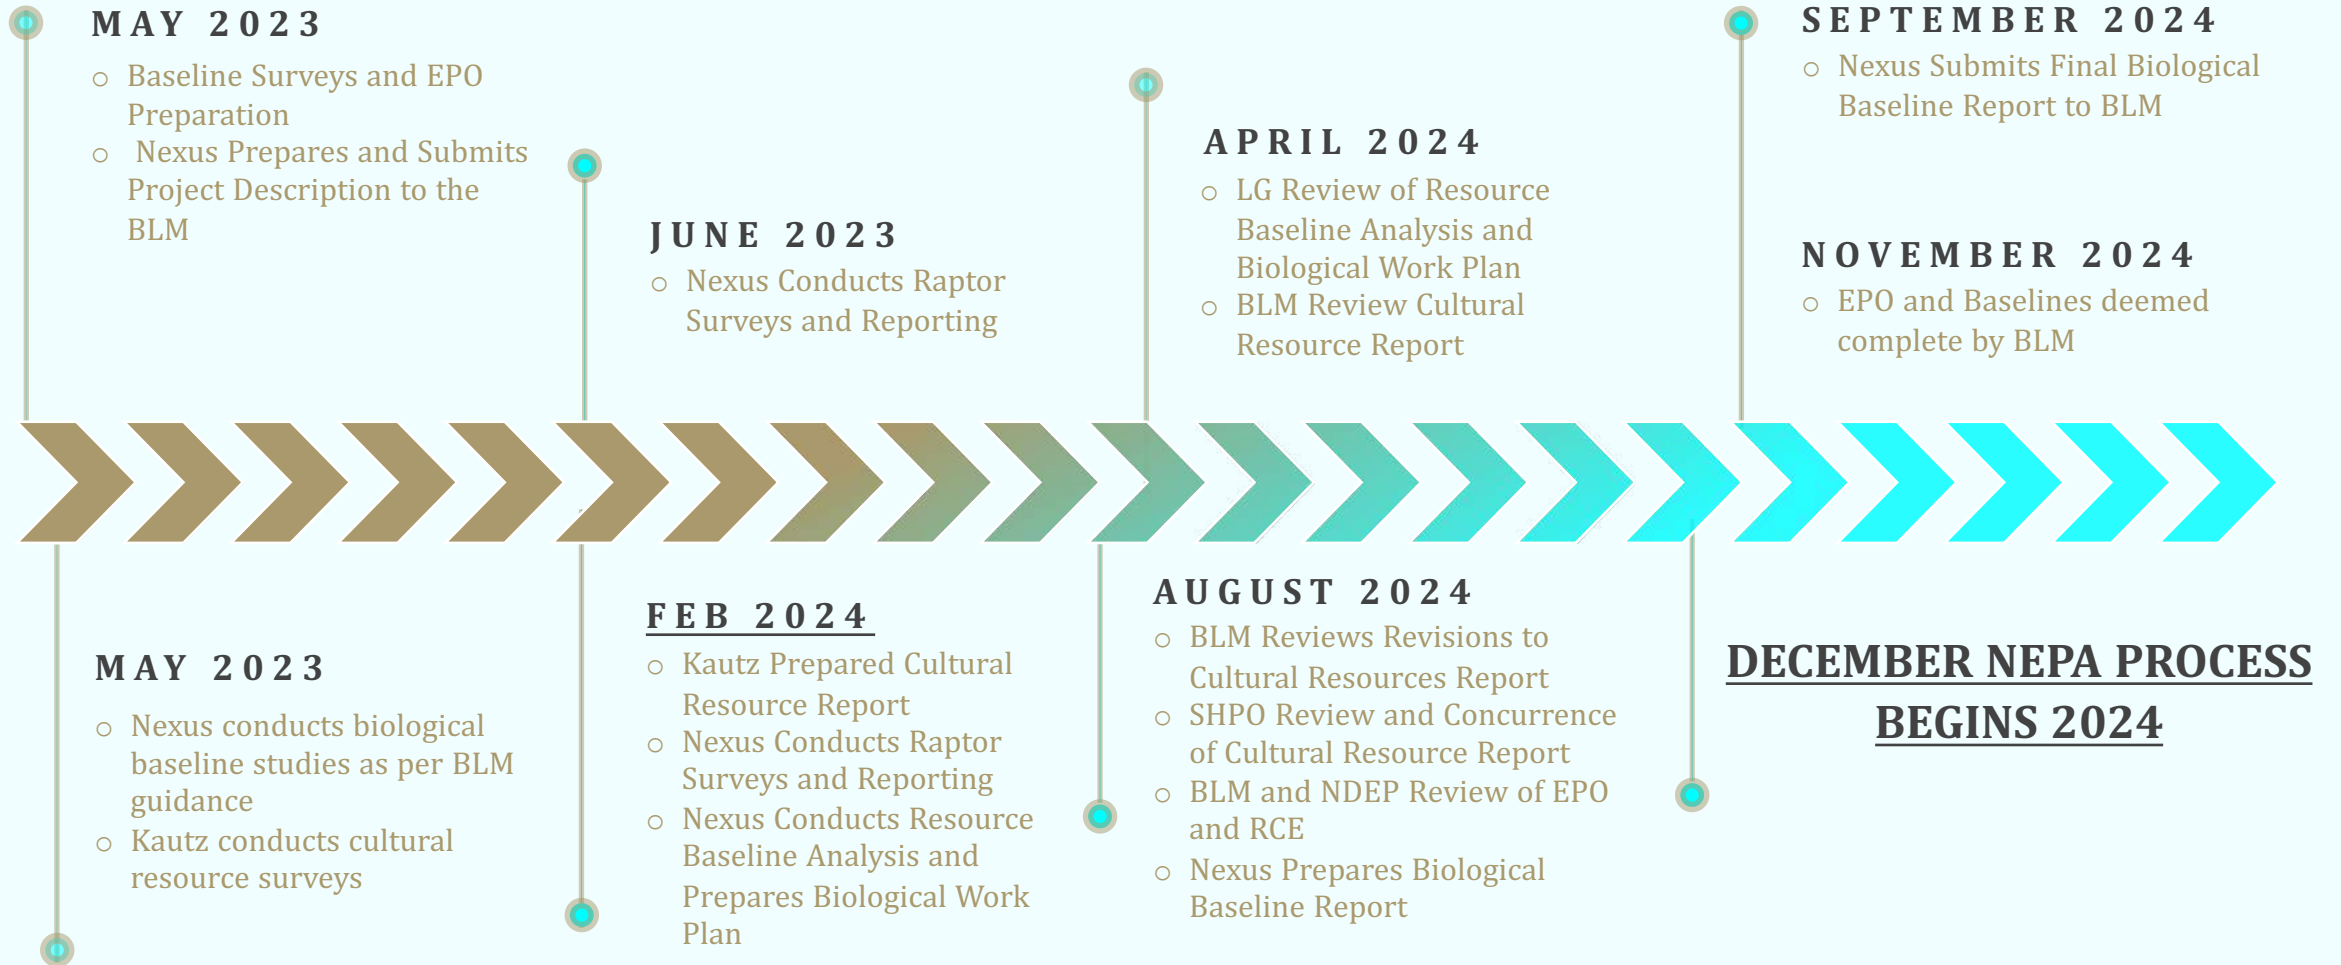 MAY 2023
○ Baseline Surveys and EPO
Preparation
○ Nexus Prepares and Submits
Project Description to the
BLM
JUNE 2023
○ Nexus Conducts Raptor
Surveys and Reporting
APRIL 2024
○ LG Review of Resource
Baseline Analysis and
Biological Work Plan
○ BLM Review Cultural
Resource Report
SEPTEMBER 2024
○ Nexus Submits Final Biological
Baseline Report to BLM
NOVEMBER 2024
○ EPO and Baselines deemed
complete by BLM
MAY 2023
○ Nexus conducts biological
baseline studies as per BLM
guidance
○ Kautz conducts cultural
resource surveys
FEB 2024
○ Kautz Prepared Cultural
Resource Report
○ Nexus Conducts Raptor
Surveys and Reporting
○ Nexus Conducts Resource
Baseline Analysis and
Prepares Biological Work
Plan
AUGUST 2024
○ BLM Reviews Revisions to
Cultural Resources Report
○ SHPO Review and Concurrence
of Cultural Resource Report
○ BLM and NDEP Review of EPO
and RCE
○ Nexus Prepares Biological
Baseline Report
DECEMBER NEPA PROCESS
BEGINS 2024